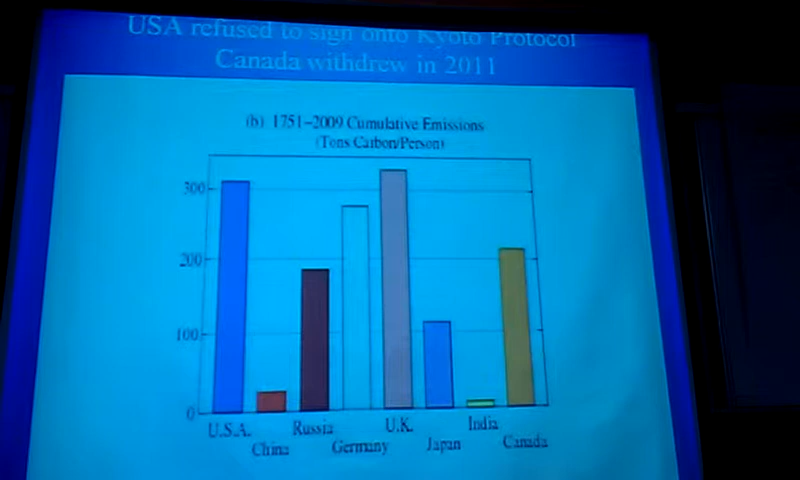 USA refused to sign onto Kyoto Protocol
Canada withdrew in 2011
(b) 1751-2009 Cumulative Emissions
(Tons Carbon/Person)
300
200
100
0
U.S.A.
China
Russia
Germany
U.K.
Japan
India
Canada